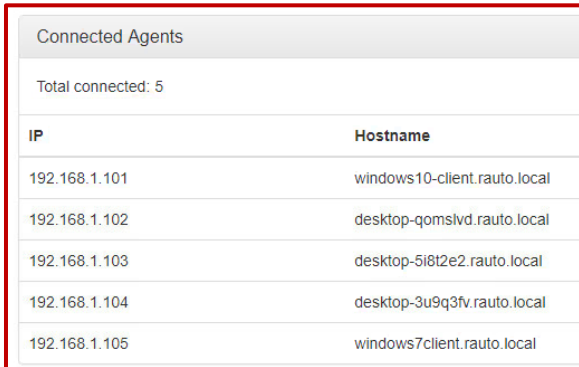 Connected Agents
Total connected: 5
IP Hostname
192.168.1.101 windows10-client.rauto.local
192.168.1.102 desktop-qomslvd.rauto.local
192.168.1.103 desktop-5i8t2e2.rauto.local
192.168.1.104 desktop-3u9q3fv.rauto.local
192.168.1.105 windows7client.rauto.local